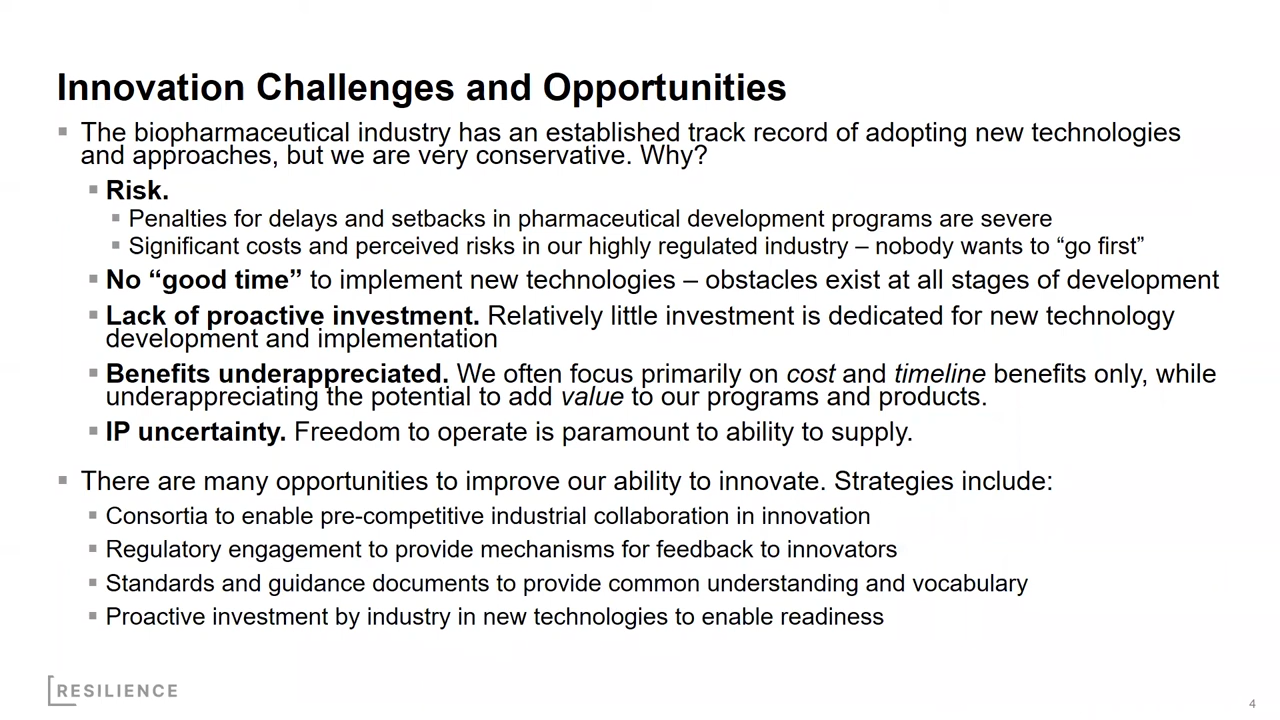 Innovation Challenges and Opportunities
The biopharmaceutical industry has an established track record of adopting new technologies
and approaches, but we are very conservative. Why?
Risk.
Penalties for delays and setbacks in pharmaceutical development programs are severe
Significant costs and perceived risks in our highly regulated industry – nobody wants to “go first”
No “good time” to implement new technologies – obstacles exist at all stages of development
Lack of proactive investment. Relatively little investment is dedicated for new technology
development and implementation
Benefits underappreciated. We often focus primarily on cost and timeline benefits only, while
underappreciating the potential to add value to our programs and products.
IP uncertainty. Freedom to operate is paramount to ability to supply.
There are many opportunities to improve our ability to innovate. Strategies include:
Consortia to enable pre-competitive industrial collaboration in innovation
Regulatory engagement to provide mechanisms for feedback to innovators
Standards and guidance documents to provide common understanding and vocabulary
Proactive investment by industry in new technologies to enable readiness
RESILIENCE
4